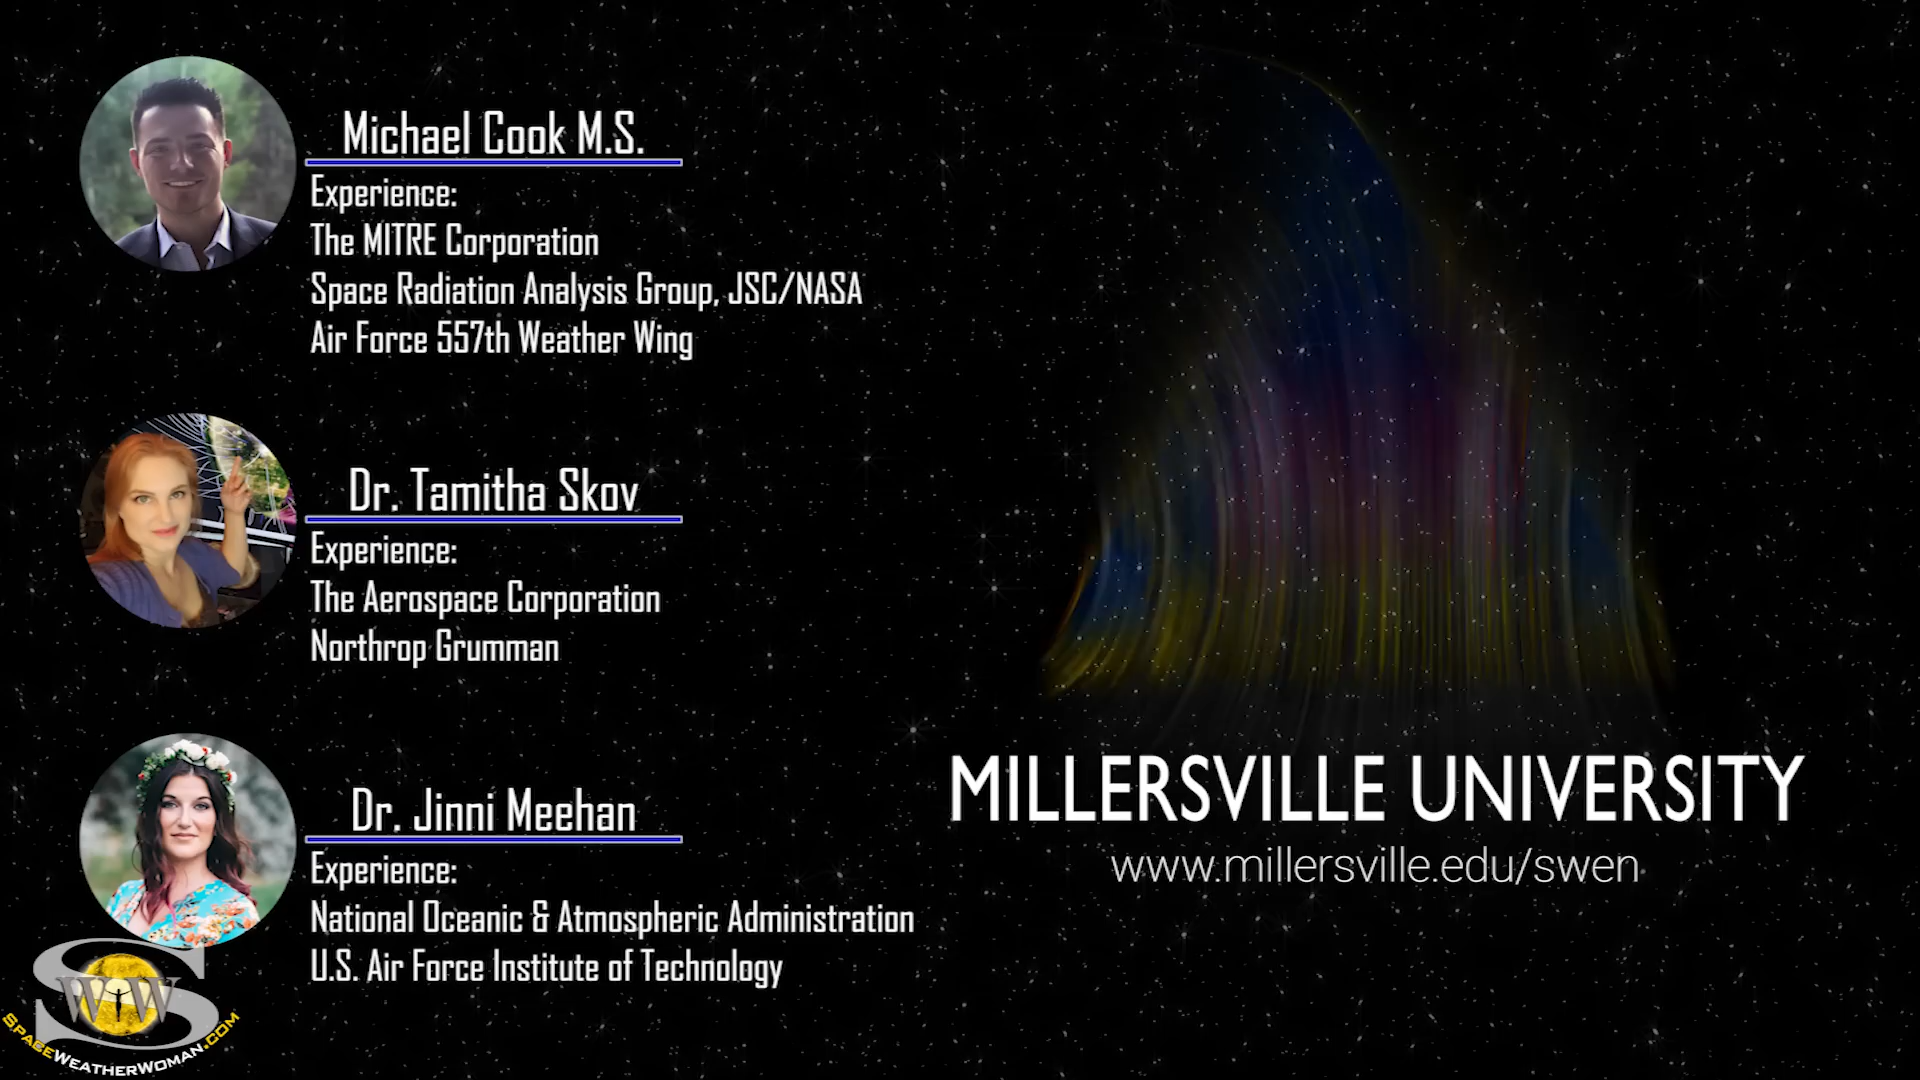 Michael Cook M.S.
Experience:
The MITRE Corporation
Space Radiation Analysis Group, JSC/NASA
Air Force 557th Weather Wing
Dr. Tamitha Skov
Experience:
The Aerospace Corporation
Northrop Grumman
Dr. Jinni Meehan
Experience:
National Oceanic & Atmospheric Administration
U.S. Air Force Institute of Technology
MILLERSVILLE UNIVERSITY
www.millersville.edu/swen
S
WW
SPACEWEATHERWOMAN.COM